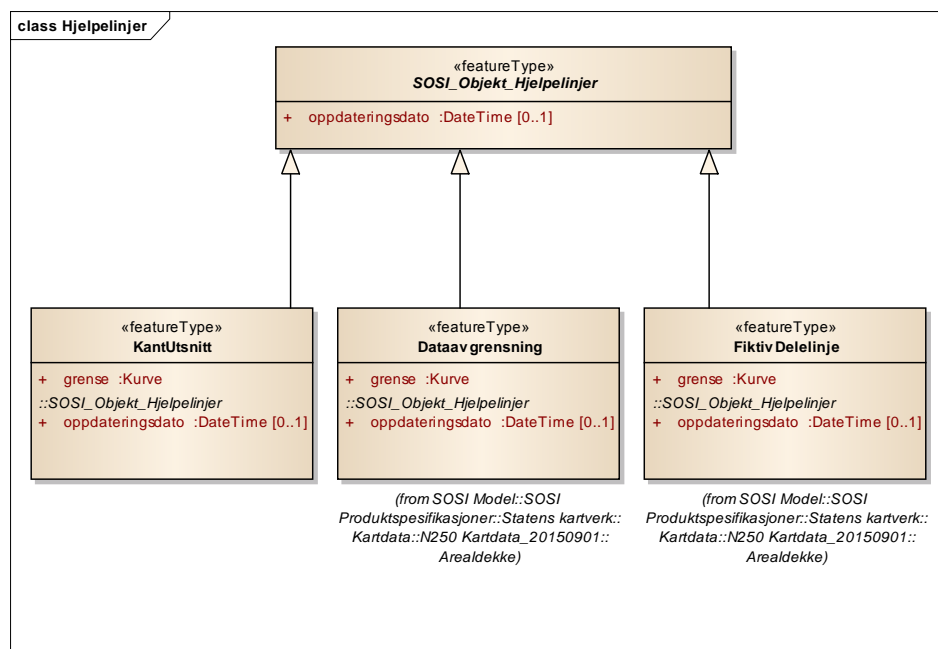 class Hjelpelinjer
«featureType»
SOSI_Objekt_Hjelpelinjer
+ oppdateringsdato :DateTime [0..1]
«featureType»
KantUtsnitt
+ grense :Kurve
::SOSI_Objekt_Hjelpelinjer
+ oppdateringsdato :DateTime [0..1]
«featureType»
Dataavgrensning
+ grense :Kurve
::SOSI_Objekt_Hjelpelinjer
+ oppdateringsdato :DateTime [0..1]
(from SOSI Model::SOSI
Produktspesifikasjoner::Statens kartverk::
Kartdata::N250 Kartdata_20150901::
Arealdekke)
«featureType»
FiktivDelelinje
+ grense :Kurve
::SOSI_Objekt_Hjelpelinjer
+ oppdateringsdato :DateTime [0..1]
(from SOSI Model::SOSI
Produktspesifikasjoner::Statens kartverk::
Kartdata::N250 Kartdata_20150901::
Arealdekke)